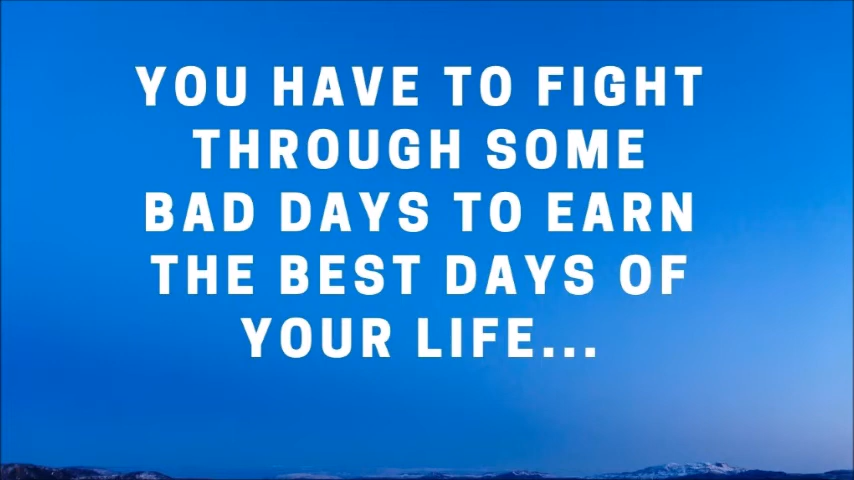 YOU HAVE TO FIGHT
THROUGH SOME
BAD DAYS TO EARN
THE BEST DAYS OF
YOUR LIFE...